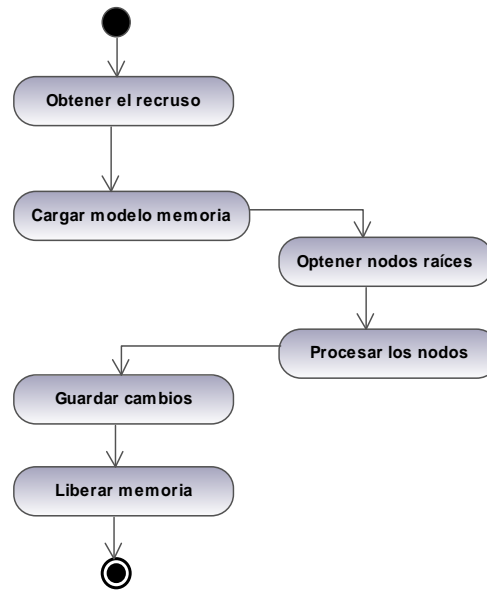 Obtener el recruso
Cargar modelo memoria
Optener nodos raíces
Procesar los nodos
Guardar cambios
Liberar memoria